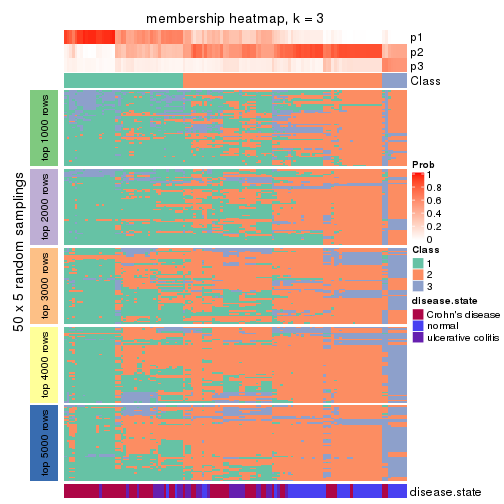 membership heatmap, k = 3
p1
p2
p3
Class
50 x 5 random samplings
top 1000 rows
top 2000 rows
top 3000 rows
top 4000 rows
top 5000 rows
Prob
1
0.8
0.6
0.4
0.2
0
Class
1
2
3
disease.state
Crohn's disease
normal
ulcerative colitis
disease.state